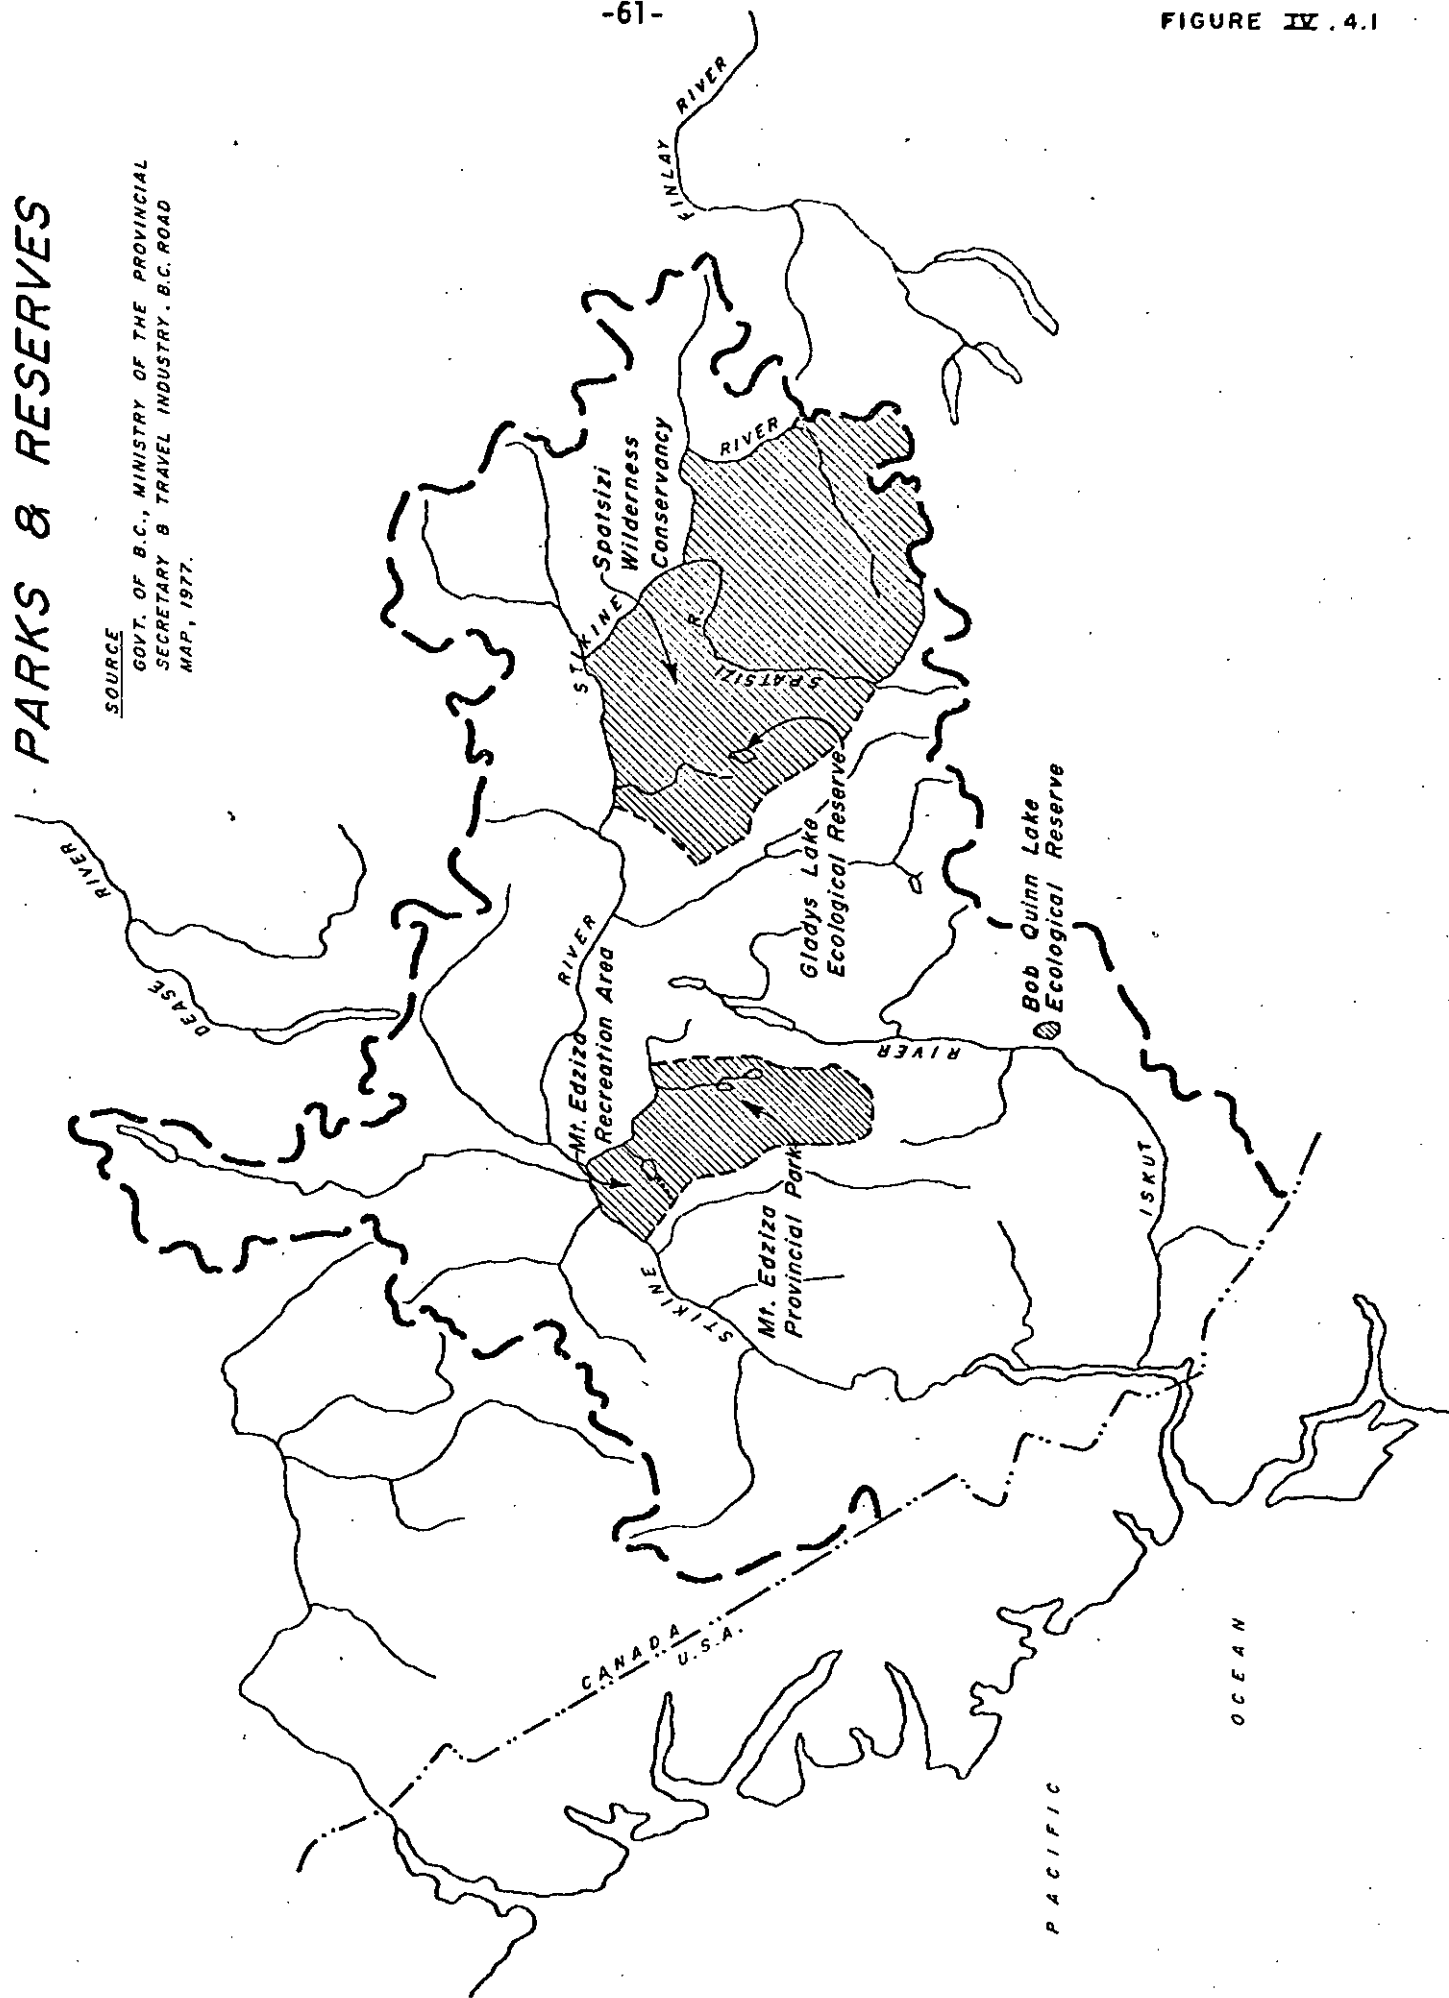 -61-
FIGURE IV.4.1
PARKS & RESERVES
SOURCE
GOVT. OF B.C., MINISTRY OF THE PROVINCIAL
SECRETARY & TRAVEL INDUSTRY. B.C. ROAD
MAP, 1977.
DEASE RIVER
FINLAY RIVER
STIKINE RIVER
Spatsizi
Wilderness
Conservancy
SPATSIZI R.
STIKINE
RIVER
Mt. Edziza
Recreation Area
Gladys Lake
Ecological Reserve
Mt. Edziza
Provincial Park
STIKINE
ISKUT RIVER
Bob Quinn Lake
Ecological Reserve
CANADA
U.S.A.
PACIFIC OCEAN